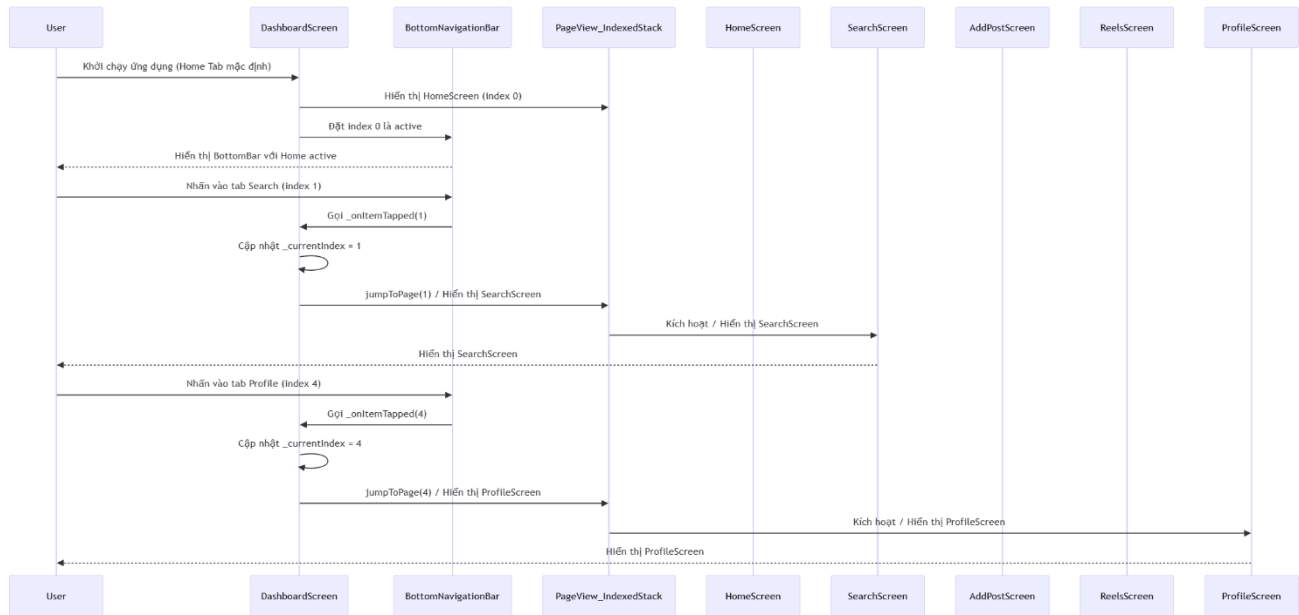 User
DashboardScreen
BottomNavigationBar
PageView_IndexedStack
HomeScreen
SearchScreen
AddPostScreen
ReelsScreen
ProfileScreen
Khởi chạy ứng dụng (Home Tab mặc định)
Hiển thị HomeScreen (index 0)
Đặt index 0 là active
Hiển thị BottomBar với Home active
Nhấn vào tab Search (index 1)
Gọi _onItemTapped(1)
Cập nhật _currentIndex = 1
jumpToPage(1) / Hiển thị SearchScreen
Kích hoạt / Hiển thị SearchScreen
Hiển thị SearchScreen
Nhấn vào tab Profile (index 4)
Gọi _onItemTapped(4)
Cập nhật _currentIndex = 4
jumpToPage(4) / Hiển thị ProfileScreen
Kích hoạt / Hiển thị ProfileScreen
Hiển thị ProfileScreen
User
DashboardScreen
BottomNavigationBar
PageView_IndexedStack
HomeScreen
SearchScreen
AddPostScreen
ReelsScreen
ProfileScreen